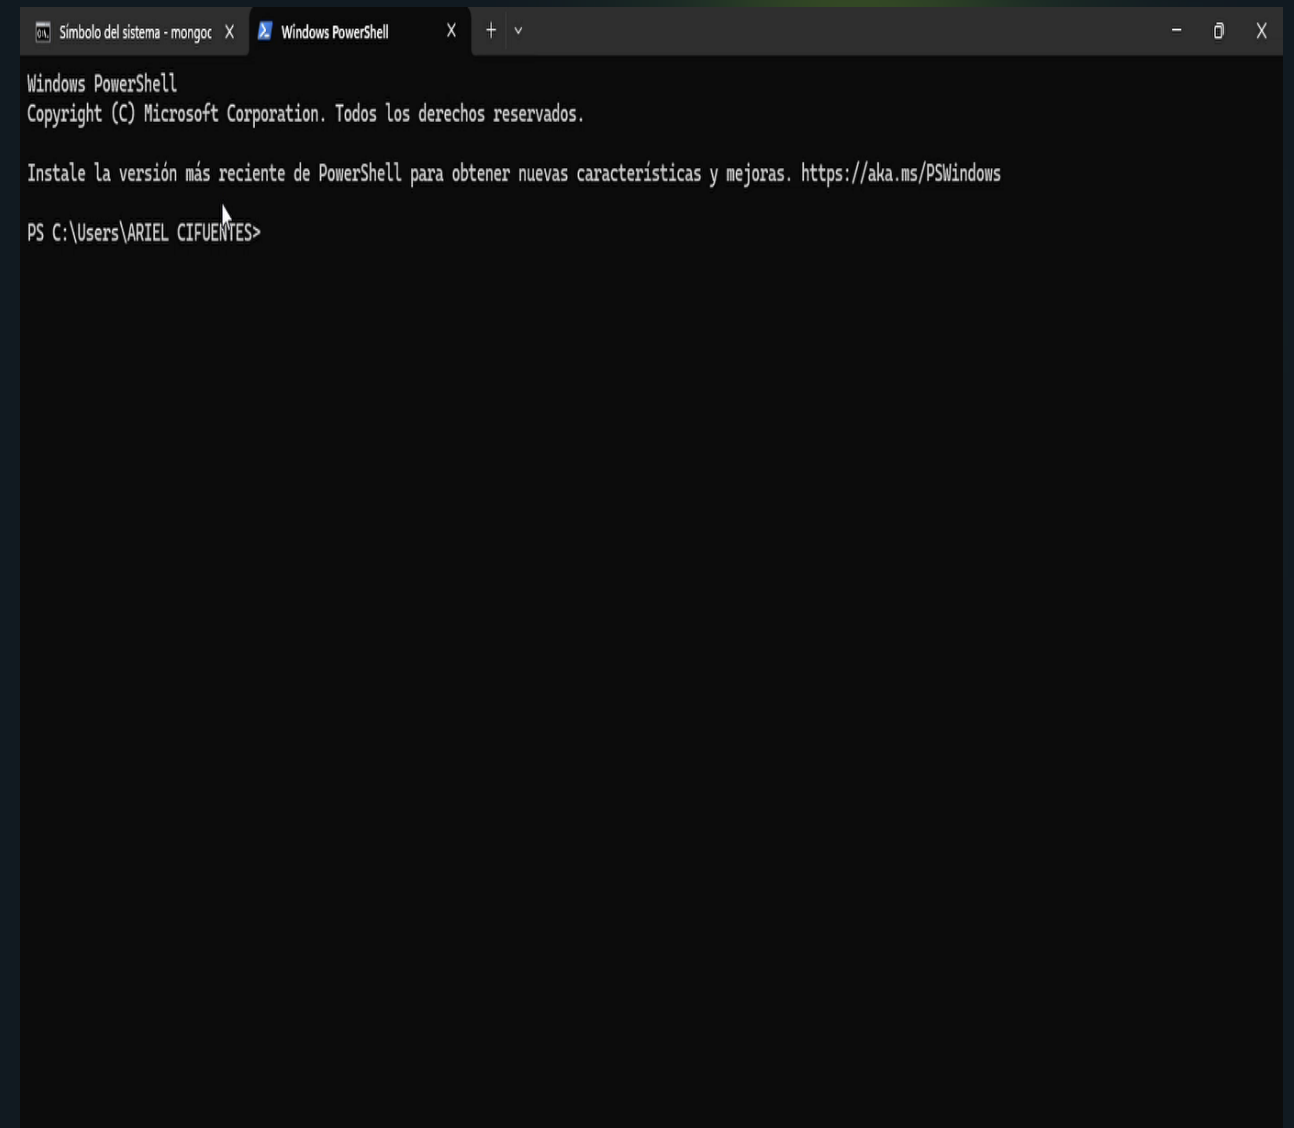 Símbolo del sistema - mongoc
Windows PowerShell
Windows PowerShell
Copyright (C) Microsoft Corporation. Todos los derechos reservados.
Instale la versión más reciente de PowerShell para obtener nuevas características y mejoras. https://aka.ms/PSWindows
PS C:\Users\ARIEL CIFUENTES>